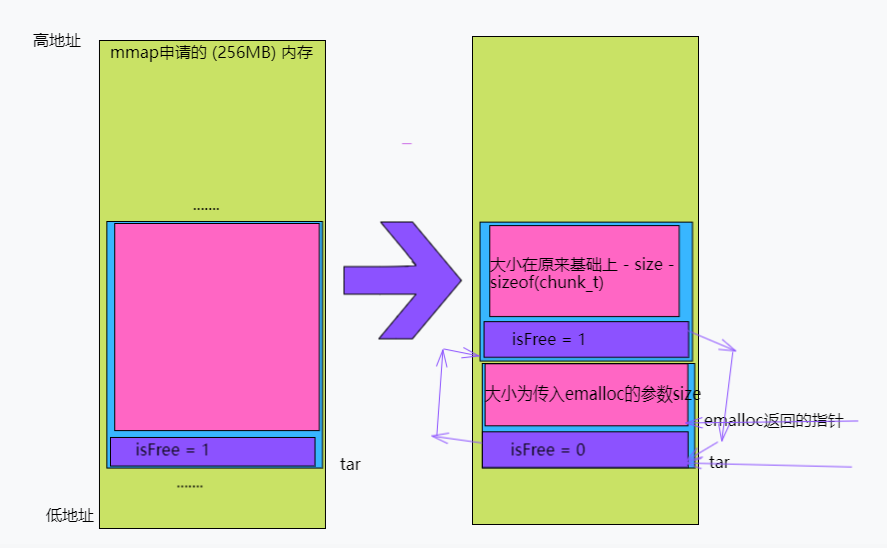 高地址
mmap申请的 (256MB) 内存
.......
isFree = 1
tar
.......
低地址
大小在原来基础上 - size -
sizeof(chunk_t)
isFree = 1
大小为传入emalloc的参数size
emalloc返回的指针
isFree = 0
tar